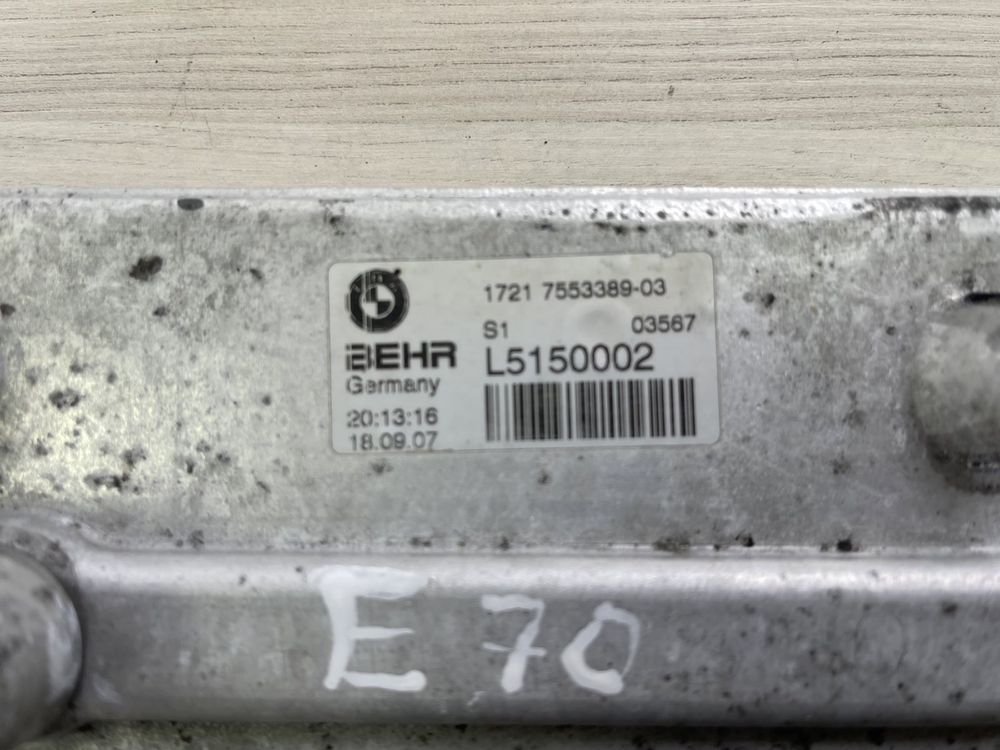 1721 7553389-03
S1 03567
BEHR L5150002
Germany
20:13:16
18.09.07
E 70